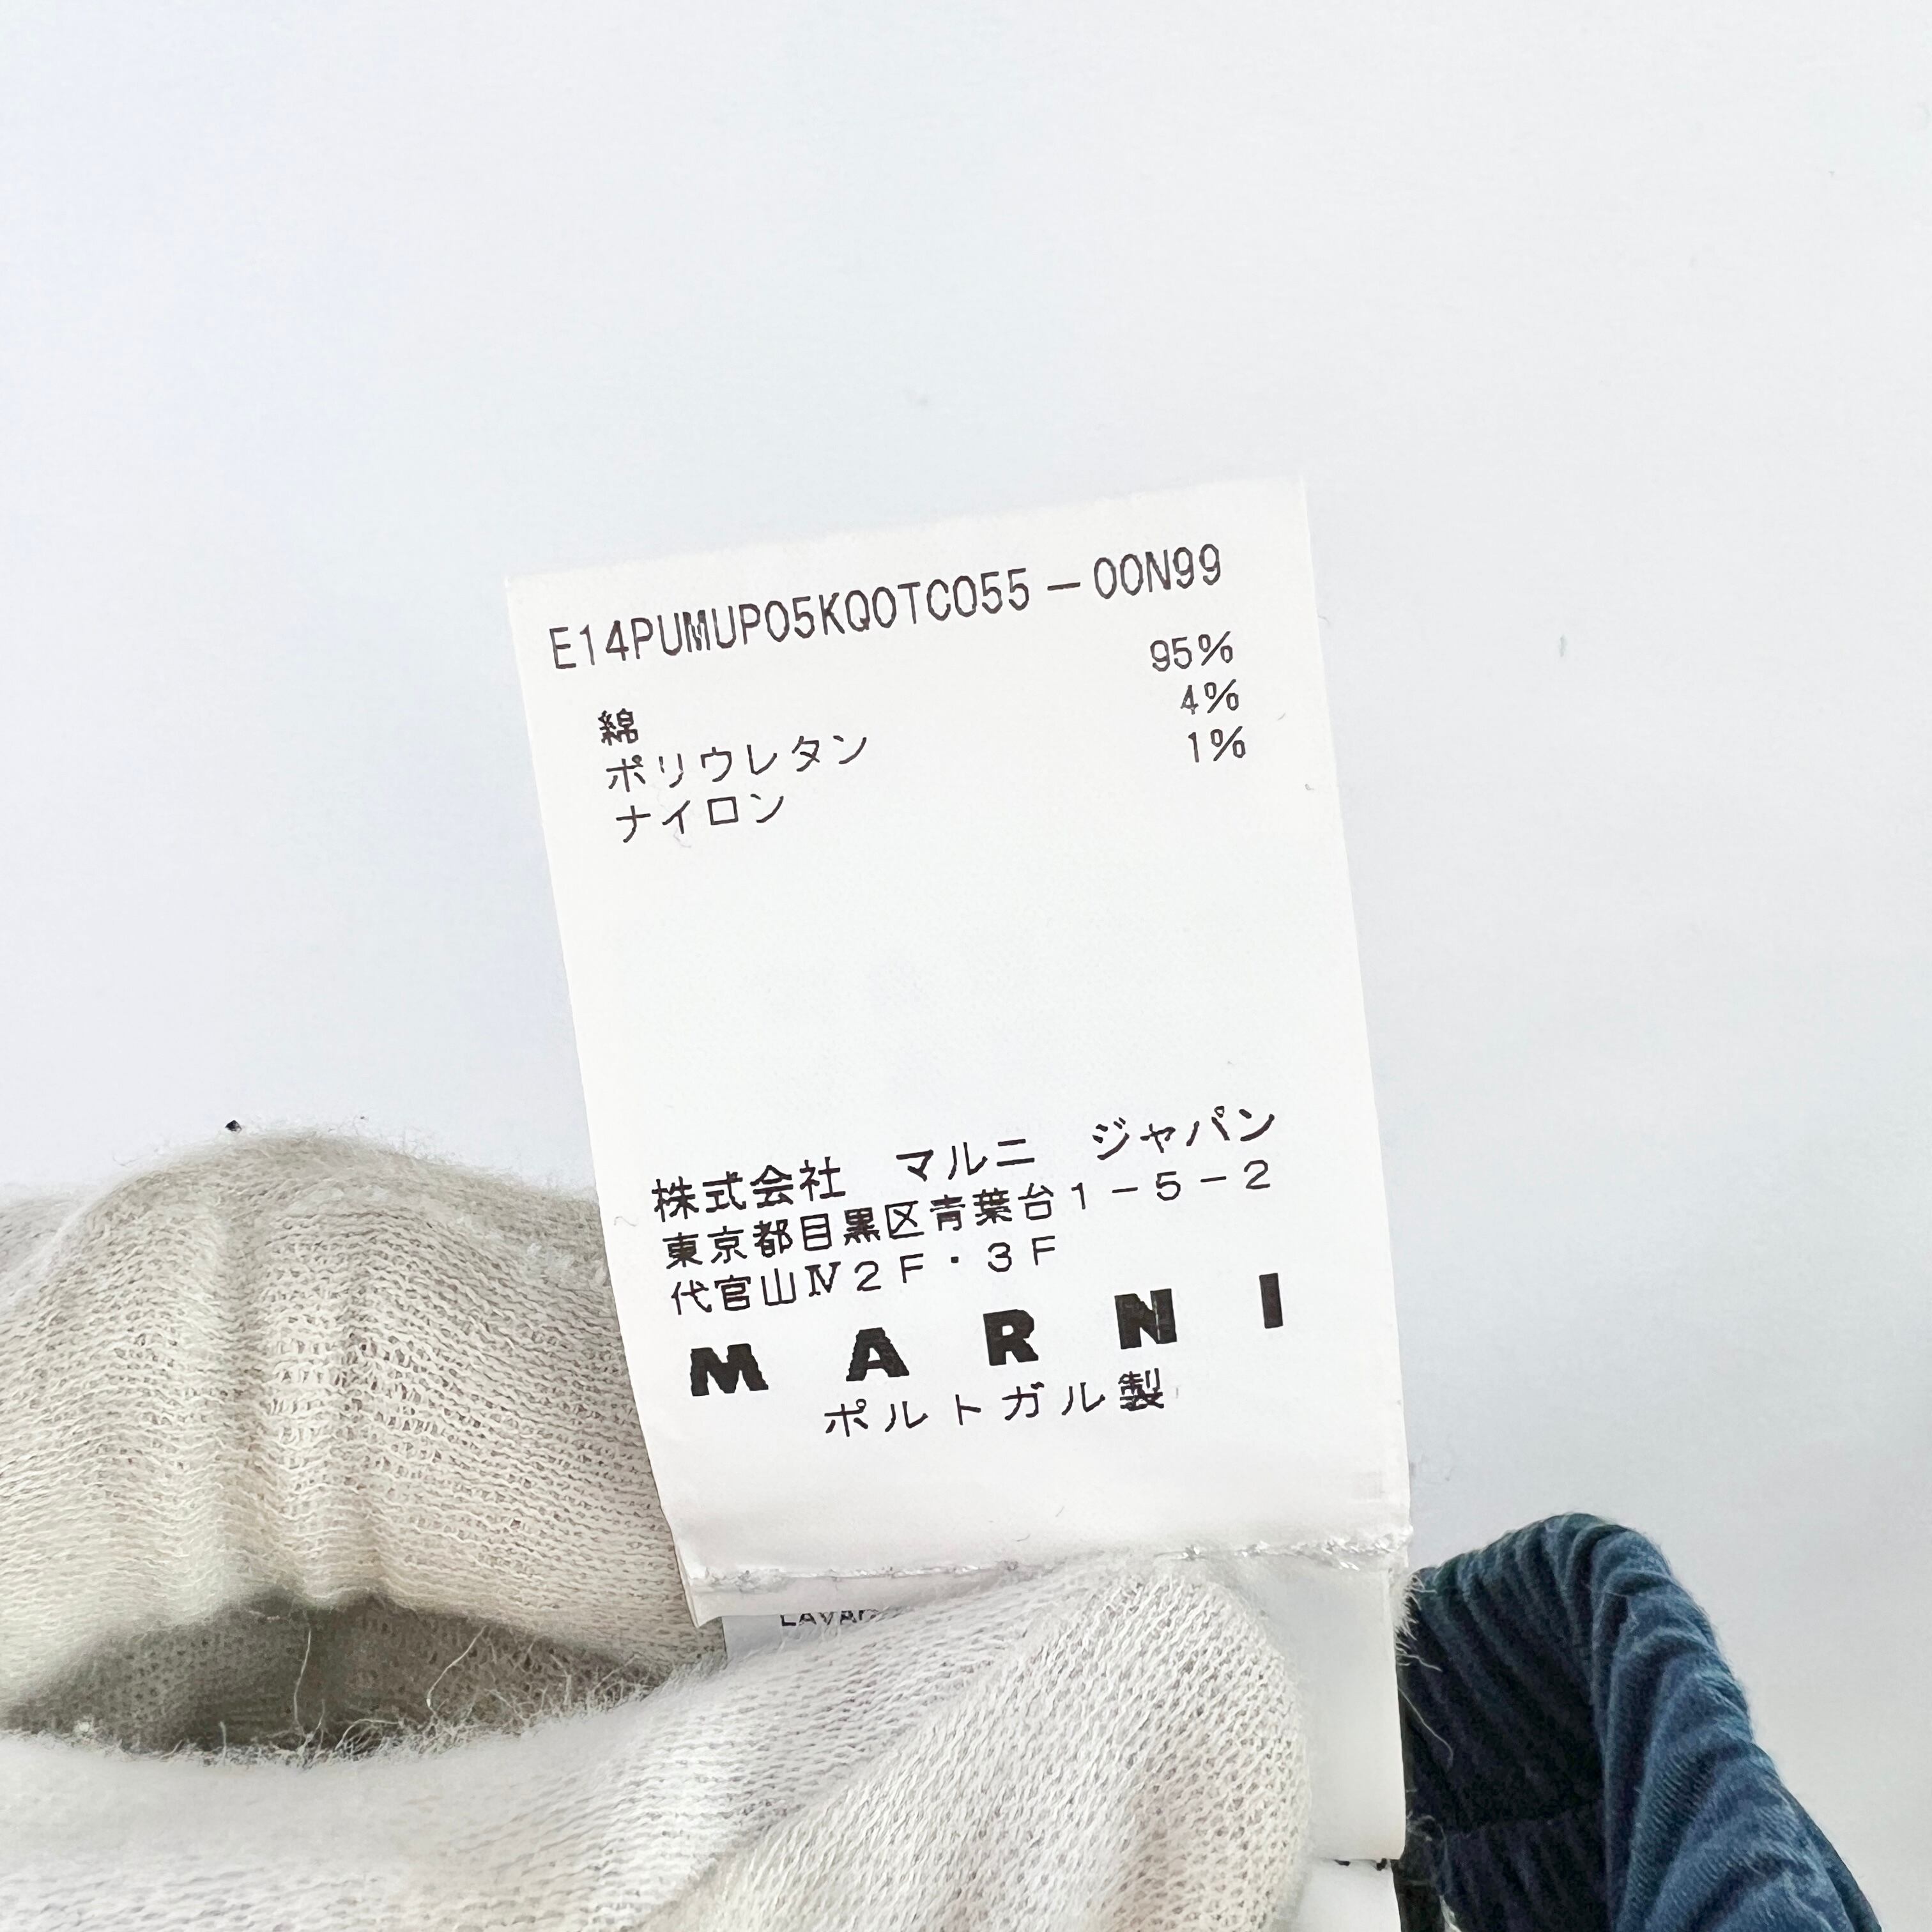 E14PUMUP05KQ0TC055-00N99
綿 95%
ポリウレタン 4%
ナイロン 1%
株式会社 マルニ ジャパン
東京都目黒区青葉台1-5-2
代官山Ⅳ2F・3F
MARNI
ポルトガル製